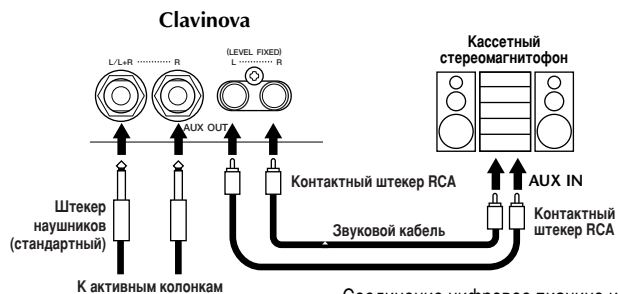 Clavinova
(LEVEL FIXED)
L/L+R R L R
AUX OUT
Кассетный
стереомагнитофон
Контактный штекер RCA
AUX IN
Штекер
наушников
(стандартный)
Звуковой кабель
Контактный
штекер RCA
К активным колонкам